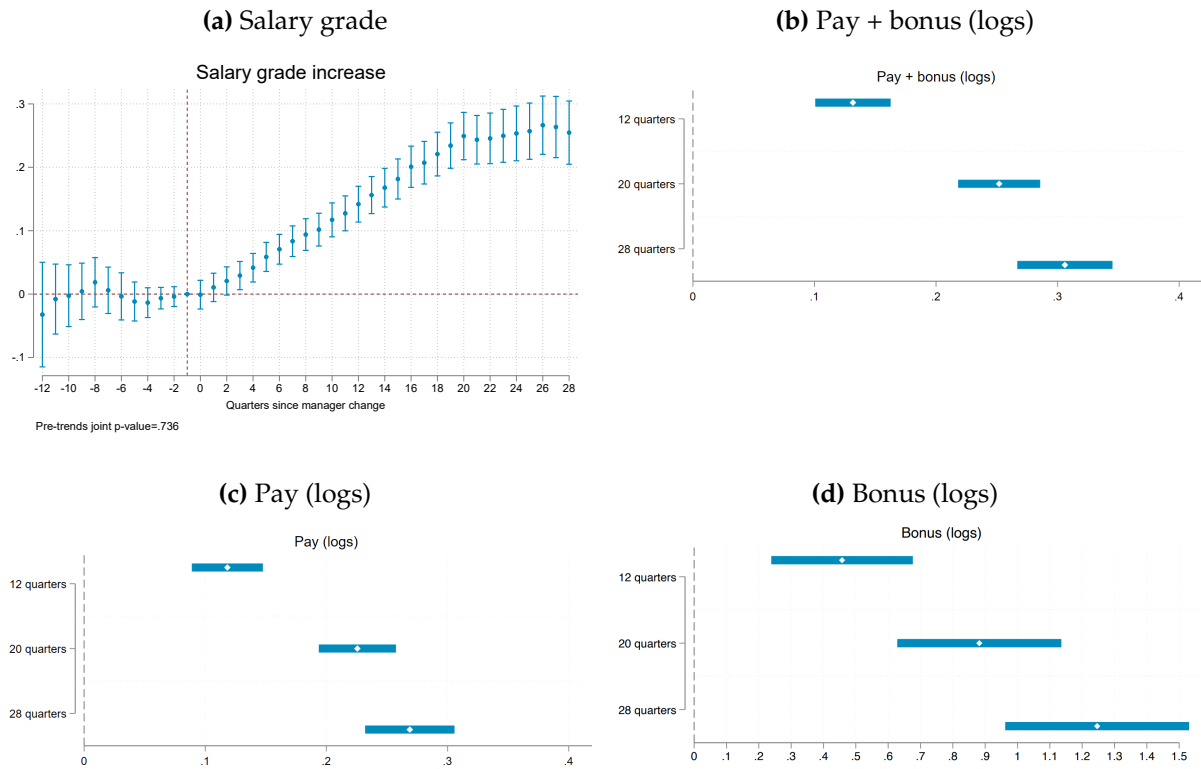 (a) Salary grade
Salary grade increase
.3
.2
.1
0
-.1
-12 -10 -8 -6 -4 -2 0 2 4 6 8 10 12 14 16 18 20 22 24 26 28
Quarters since manager change
Pre-trends joint p-value=.736
(b) Pay + bonus (logs)
Pay + bonus (logs)
12 quarters
20 quarters
28 quarters
0 .1 .2 .3 .4
(c) Pay (logs)
Pay (logs)
12 quarters
20 quarters
28 quarters
0 .1 .2 .3 .4
(d) Bonus (logs)
Bonus (logs)
12 quarters
20 quarters
28 quarters
0 .1 .2 .3 .4 .5 .6 .7 .8 .9 1 1.1 1.2 1.3 1.4 1.5